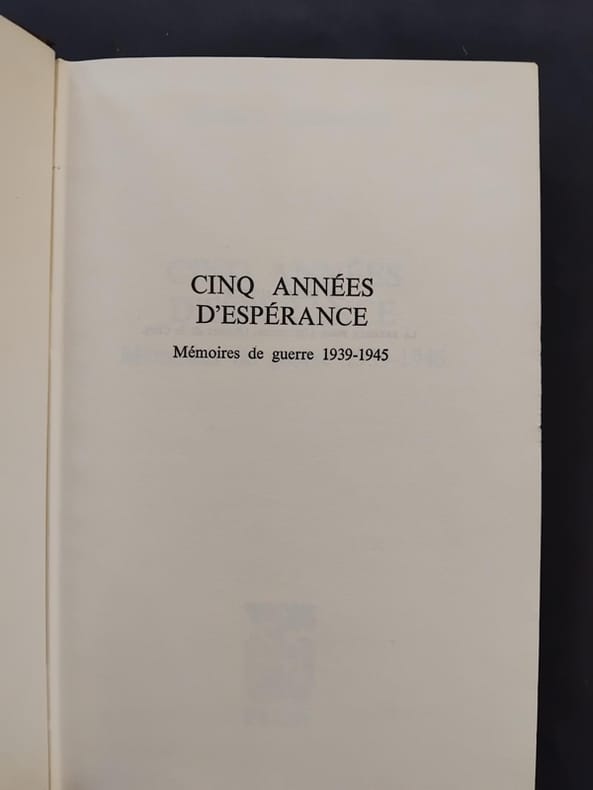 CINQ ANNÉES
D'ESPÉRANCE
Mémoires de guerre 1939-1945